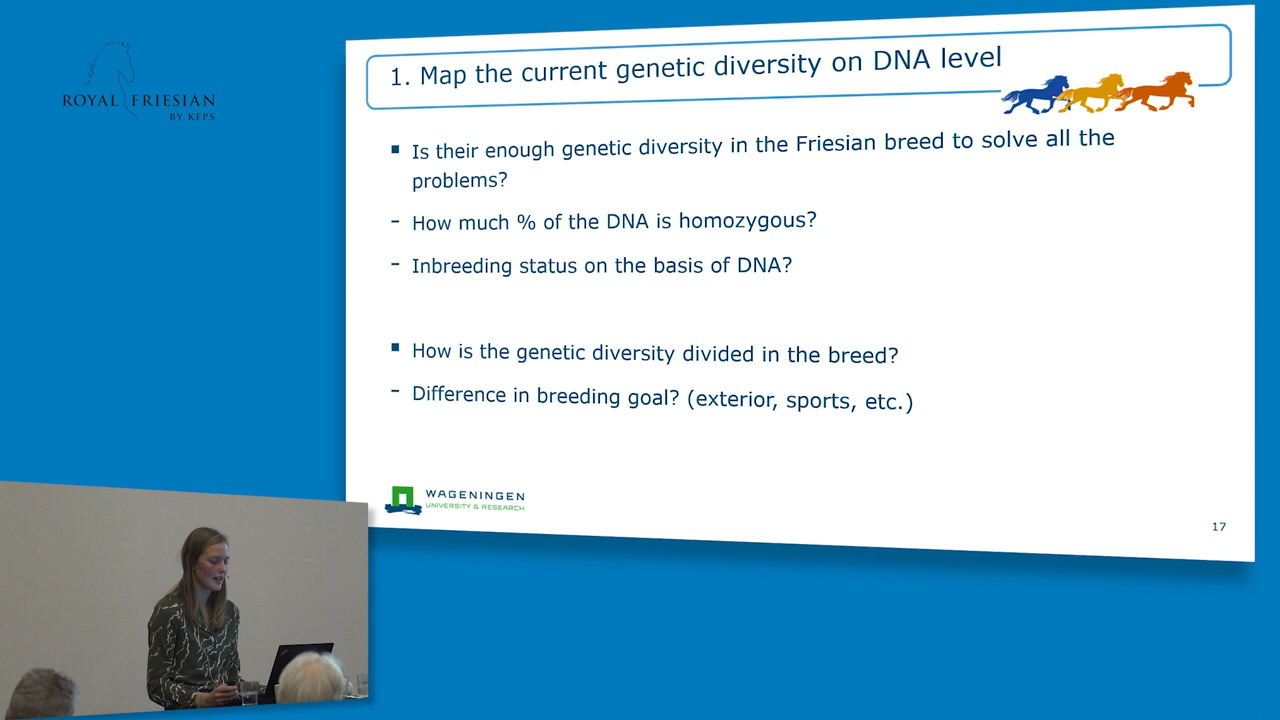 ROYAL FRIESIAN
BY KFPS
1. Map the current genetic diversity on DNA level
▪ Is their enough genetic diversity in the Friesian breed to solve all the
problems?
- How much % of the DNA is homozygous?
- Inbreeding status on the basis of DNA?
▪ How is the genetic diversity divided in the breed?
- Difference in breeding goal? (exterior, sports, etc.)
WAGENINGEN
UNIVERSITY & RESEARCH
17